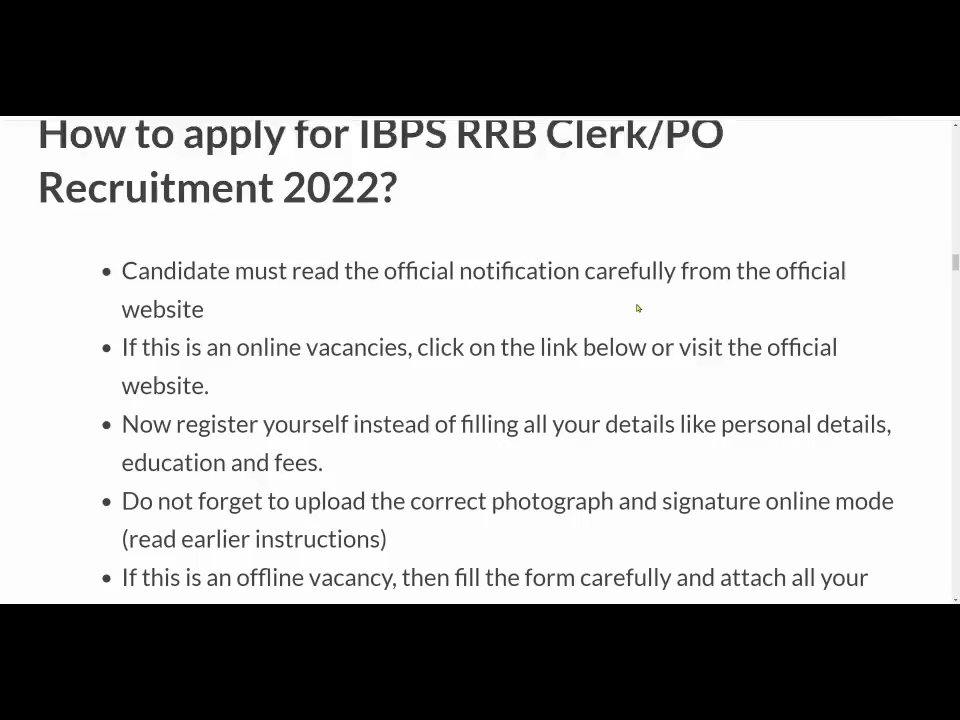 How to apply for IBPS RRB Clerk/PO
Recruitment 2022?
• Candidate must read the official notification carefully from the official
website
• If this is an online vacancies, click on the link below or visit the official
website.
• Now register yourself instead of filling all your details like personal details,
education and fees.
• Do not forget to upload the correct photograph and signature online mode
(read earlier instructions)
• If this is an offline vacancy, then fill the form carefully and attach all your